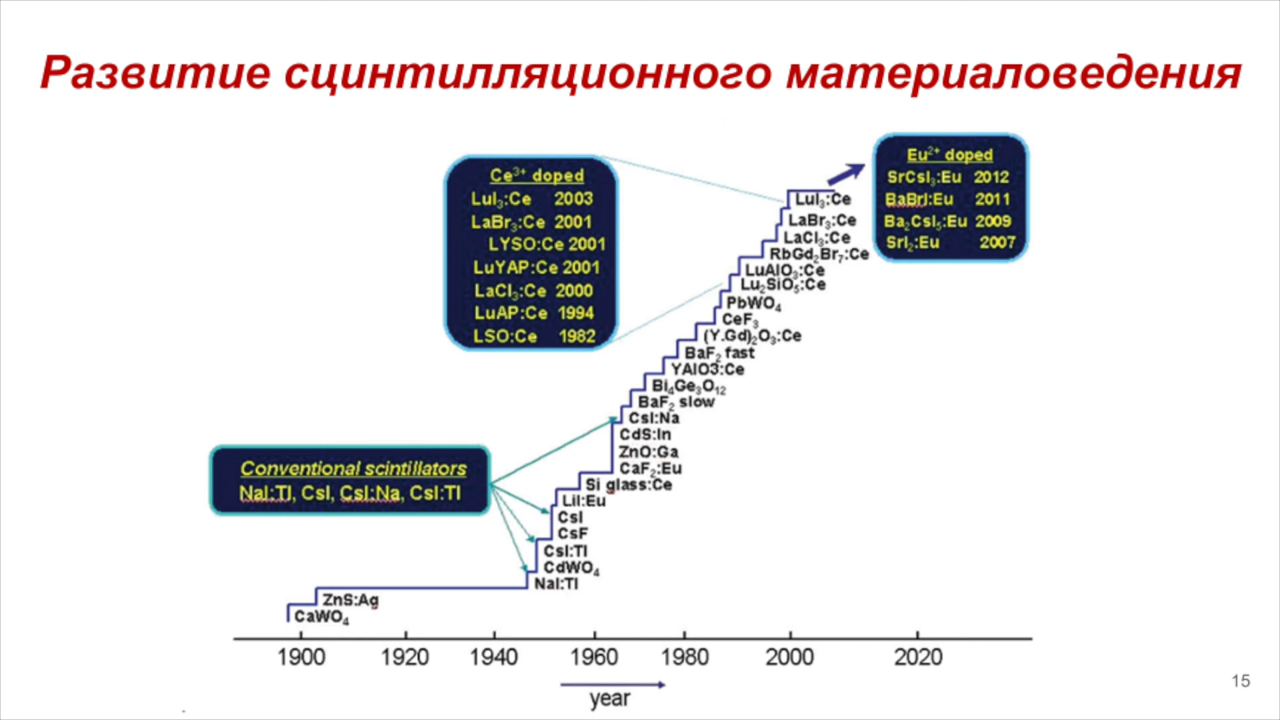 Развитие сцинтилляционного материаловедения
Ce³⁺ doped
LuI₃:Ce 2003
LaBr₃:Ce 2001
LYSO:Ce 2001
LuYAP:Ce 2001
LaCl₃:Ce 2000
LuAP:Ce 1994
LSO:Ce 1982
Eu²⁺ doped
SrCsI₃:Eu 2012
BaBrI:Eu 2011
Ba₂CsI₅:Eu 2009
SrI₂:Eu 2007
LuI₃:Ce
LaBr₃:Ce
LaCl₃:Ce
RbGd₂Br₇:Ce
LuAlO₃:Ce
Lu₂SiO₅:Ce
PbWO₄
CeF₃
(Y.Gd)₂O₃:Ce
BaF₂ fast
YAlO3:Ce
Bi₄Ge₃O₁₂
BaF₂ slow
CsI:Na
CdS:In
ZnO:Ga
CaF₂:Eu
Si glass:Ce
LiI:Eu
CsI
CsF
CsI:Tl
CdWO₄
NaI:Tl
ZnS:Ag
CaWO₄
Conventional scintillators
NaI:Tl, CsI, CsI:Na, CsI:Tl
1900 1920 1940 1960 1980 2000 2020
year
15